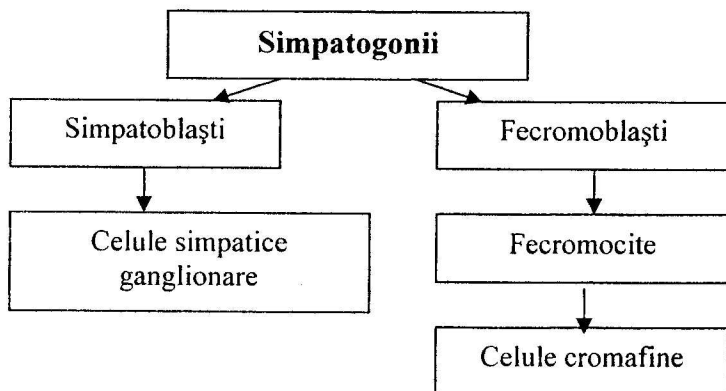 Simpatogonii
Simpatoblaşti
Fecromoblaşti
Celule simpatice
ganglionare
Fecromocite
Celule cromafine